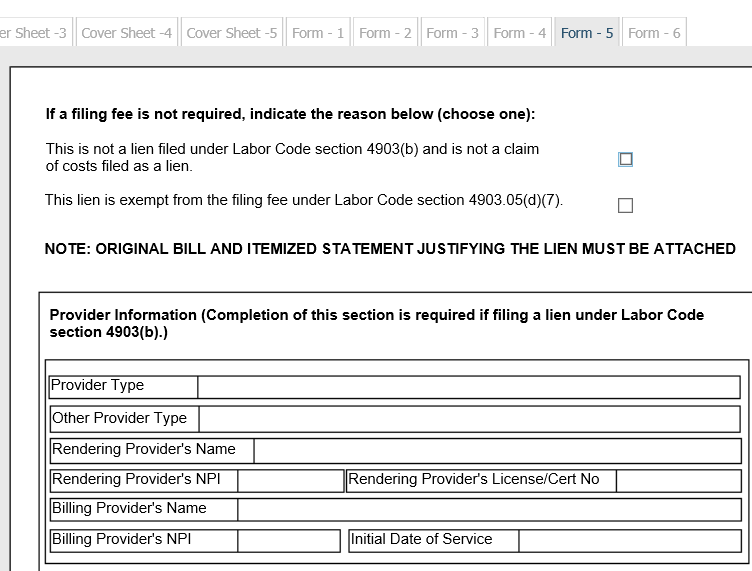 er Sheet -3 Cover Sheet -4 Cover Sheet -5 Form - 1 Form - 2 Form - 3 Form - 4 Form - 5 Form - 6
If a filing fee is not required, indicate the reason below (choose one):
This is not a lien filed under Labor Code section 4903(b) and is not a claim
of costs filed as a lien.
This lien is exempt from the filing fee under Labor Code section 4903.05(d)(7).
NOTE: ORIGINAL BILL AND ITEMIZED STATEMENT JUSTIFYING THE LIEN MUST BE ATTACHED
Provider Information (Completion of this section is required if filing a lien under Labor Code
section 4903(b).)
Provider Type
Other Provider Type
Rendering Provider's Name
Rendering Provider's NPI Rendering Provider's License/Cert No
Billing Provider's Name
Billing Provider's NPI Initial Date of Service